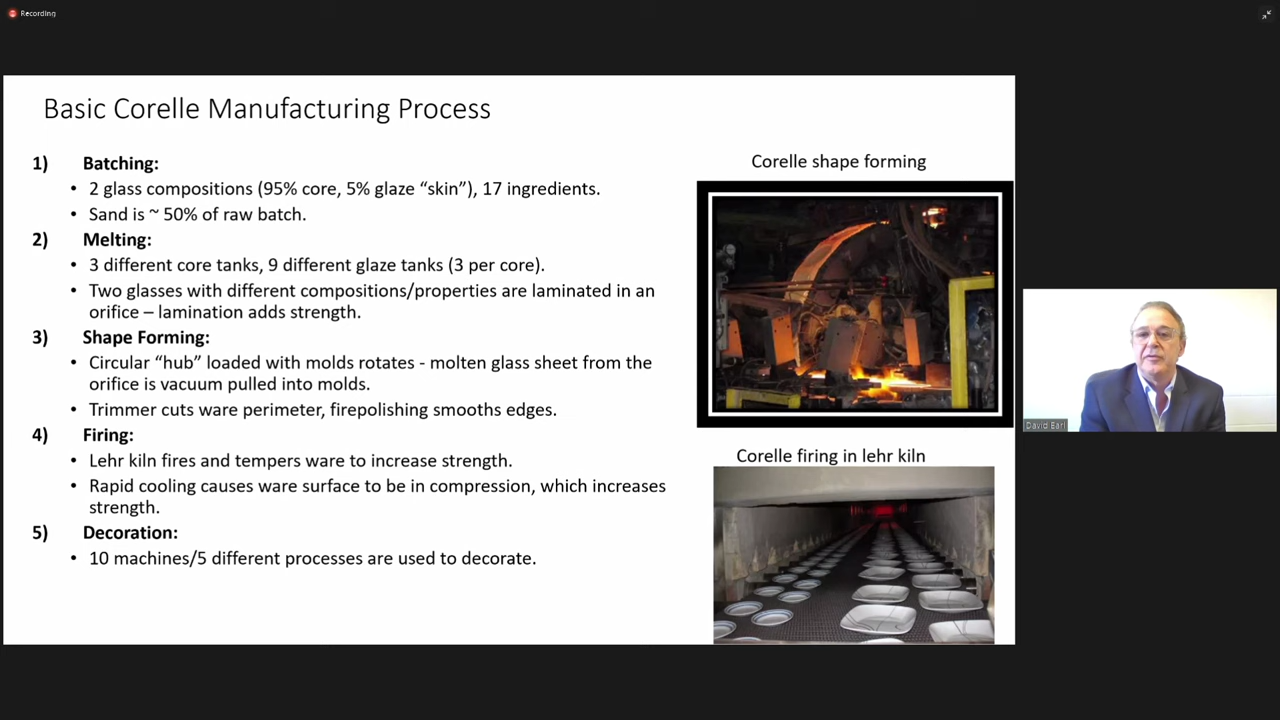 Recording
Basic Corelle Manufacturing Process
1) Batching:
• 2 glass compositions (95% core, 5% glaze “skin”), 17 ingredients.
• Sand is ~ 50% of raw batch.
2) Melting:
• 3 different core tanks, 9 different glaze tanks (3 per core).
• Two glasses with different compositions/properties are laminated in an
orifice – lamination adds strength.
3) Shape Forming:
• Circular “hub” loaded with molds rotates - molten glass sheet from the
orifice is vacuum pulled into molds.
• Trimmer cuts ware perimeter, firepolishing smooths edges.
4) Firing:
• Lehr kiln fires and tempers ware to increase strength.
• Rapid cooling causes ware surface to be in compression, which increases
strength.
5) Decoration:
• 10 machines/5 different processes are used to decorate.
Corelle shape forming
Corelle firing in lehr kiln
David Earl